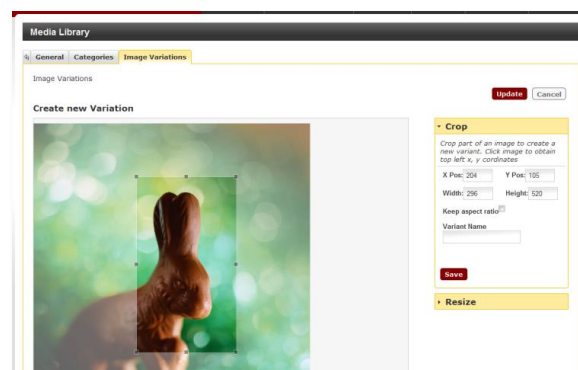 Media Library
General Categories Image Variations
Image Variations
Update Cancel
Create new Variation
Crop
Crop part of an image to create a
new variant. Click image to obtain
top left x, y cordinates
X Pos: 204 Y Pos: 105
Width: 296 Height: 520
Keep aspect ratio
Variant Name
Save
Resize